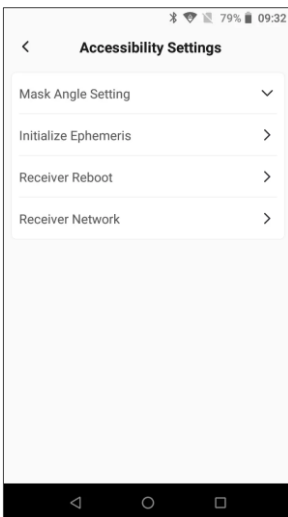 79% 09:32
Accessibility Settings
Mask Angle Setting
Initialize Ephemeris
Receiver Reboot
Receiver Network